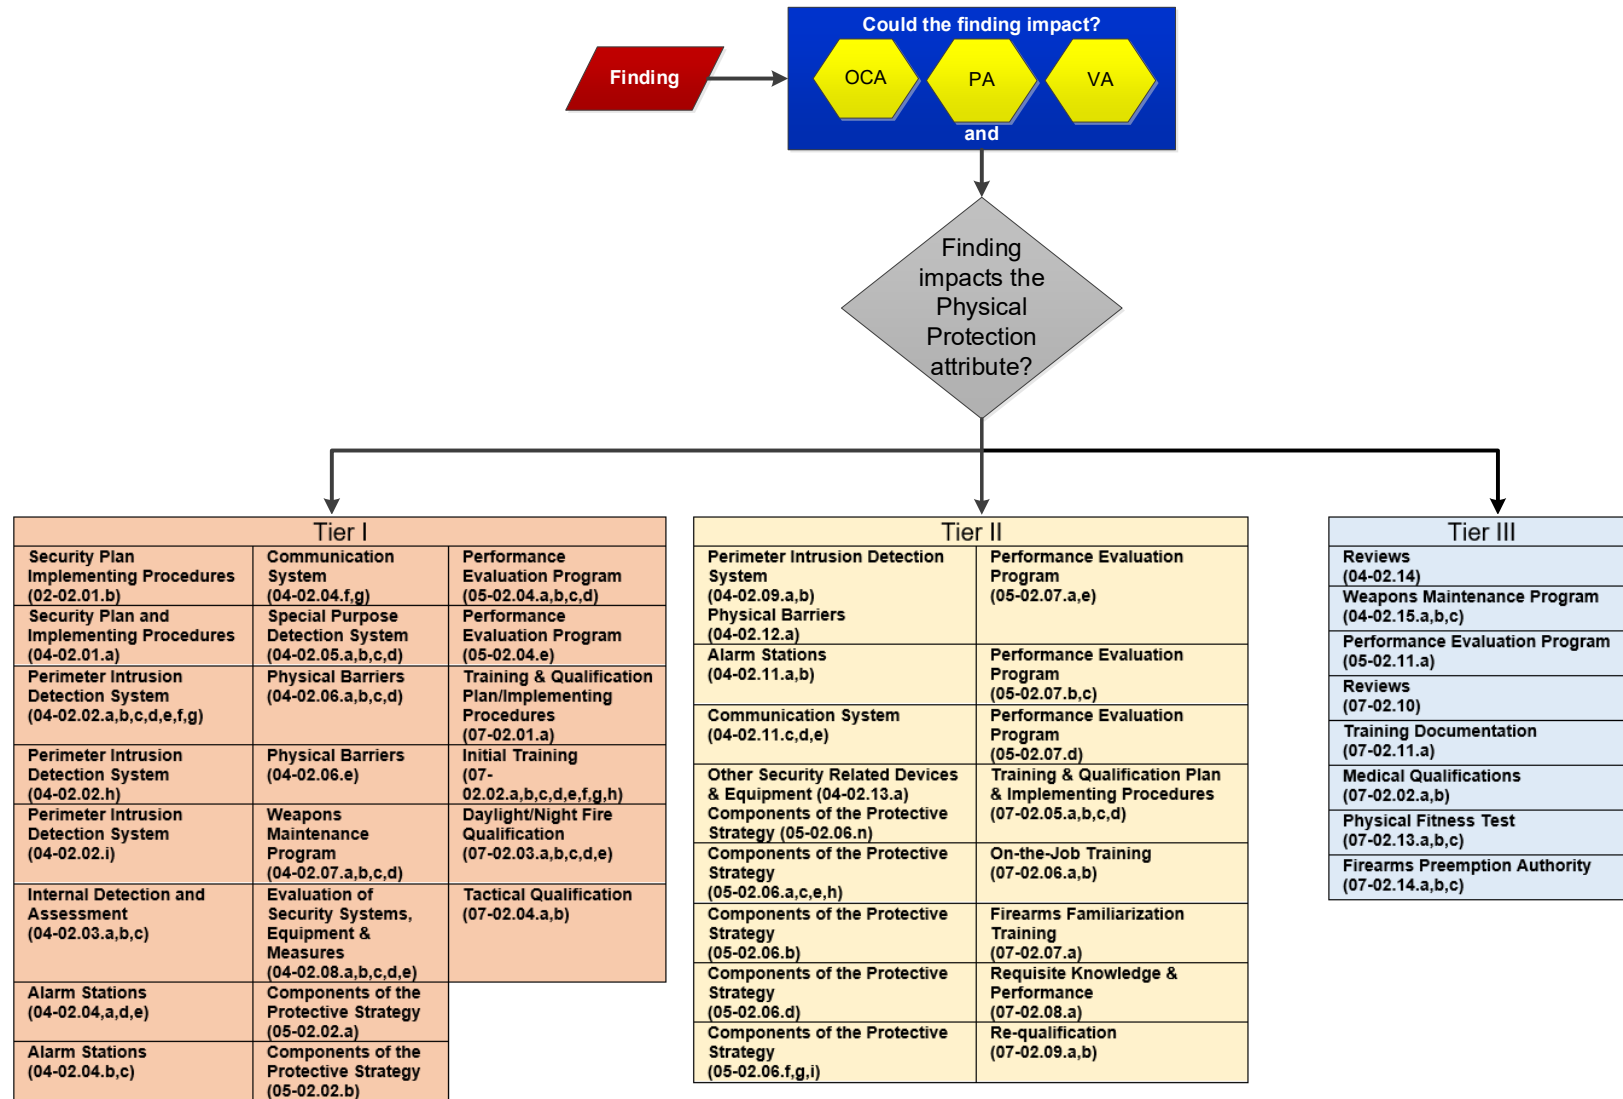 Could the finding impact?
Finding
OCA
PA
VA
and
Finding
impacts the
Physical
Protection
attribute?
Tier I
Security Plan
Implementing Procedures
(02-02.01.b)
Communication
System
(04-02.04.f,g)
Performance
Evaluation Program
(05-02.04.a,b,c,d)
Security Plan and
Implementing Procedures
(04-02.01.a)
Special Purpose
Detection System
(04-02.05.a,b,c,d)
Performance
Evaluation Program
(05-02.04.e)
Perimeter Intrusion
Detection System
(04-02.02.a,b,c,d,e,f,g)
Physical Barriers
(04-02.06.a,b,c,d)
Training & Qualification
Plan/Implementing
Procedures
(07-02.01.a)
Perimeter Intrusion
Detection System
(04-02.02.h)
Physical Barriers
(04-02.06.e)
Initial Training
(07-
02.02.a,b,c,d,e,f,g,h)
Perimeter Intrusion
Detection System
(04-02.02.i)
Weapons
Maintenance
Program
(04-02.07.a,b,c,d)
Daylight/Night Fire
Qualification
(07-02.03.a,b,c,d,e)
Internal Detection and
Assessment
(04-02.03.a,b,c)
Evaluation of
Security Systems,
Equipment &
Measures
(04-02.08.a,b,c,d,e)
Tactical Qualification
(07-02.04.a,b)
Alarm Stations
(04-02.04,a,d,e)
Components of the
Protective Strategy
(05-02.02.a)
Alarm Stations
(04-02.04.b,c)
Components of the
Protective Strategy
(05-02.02.b)
Tier II
Perimeter Intrusion Detection
System
(04-02.09.a,b)
Physical Barriers
(04-02.12.a)
Performance Evaluation
Program
(05-02.07.a,e)
Alarm Stations
(04-02.11.a,b)
Performance Evaluation
Program
(05-02.07.b,c)
Communication System
(04-02.11.c,d,e)
Performance Evaluation
Program
(05-02.07.d)
Other Security Related Devices
& Equipment (04-02.13.a)
Components of the Protective
Strategy (05-02.06.n)
Training & Qualification Plan
& Implementing Procedures
(07-02.05.a,b,c,d)
Components of the Protective
Strategy
(05-02.06.a,c,e,h)
On-the-Job Training
(07-02.06.a,b)
Components of the Protective
Strategy
(05-02.06.b)
Firearms Familiarization
Training
(07-02.07.a)
Components of the Protective
Strategy
(05-02.06.d)
Requisite Knowledge &
Performance
(07-02.08.a)
Components of the Protective
Strategy
(05-02.06.f,g,i)
Re-qualification
(07-02.09.a,b)
Tier III
Reviews
(04-02.14)
Weapons Maintenance Program
(04-02.15.a,b,c)
Performance Evaluation Program
(05-02.11.a)
Reviews
(07-02.10)
Training Documentation
(07-02.11.a)
Medical Qualifications
(07-02.02.a,b)
Physical Fitness Test
(07-02.13.a,b,c)
Firearms Preemption Authority
(07-02.14.a,b,c)